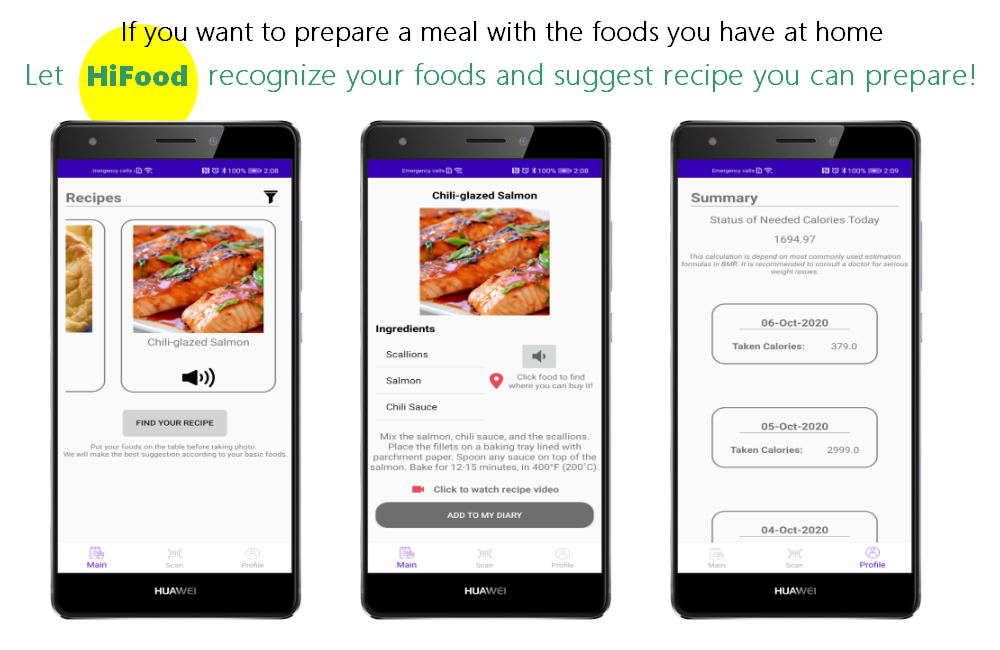 If you want to prepare a meal with the foods you have at home
Let HiFood recognize your foods and suggest recipe you can prepare!
mergency calls
100% 2:08
Recipes
Chili-glazed Salmon
FIND YOUR RECIPE
Put your foods on the table before taking photo.
We will make the best suggestion according to your basic foods.
Main Scan Profile
HUAWEI
Emergency calls
100% 2:08
Chili-glazed Salmon
Ingredients
Scallions
Salmon
Chili Sauce
Click food to find
where you can buy it!
Mix the salmon, chili sauce, and the scallions.
Place the fillets on a baking tray lined with
parchment paper. Spoon any sauce on top of the
salmon. Bake for 12-15 minutes, in 400°F (200˚C).
Click to watch recipe video
ADD TO MY DIARY
Main Scan Profile
HUAWEI
Emergency calls
100% 2:09
Summary
Status of Needed Calories Today
1694.97
This calculation is depend on most commonly used estimation
formulas in BMR. It is recommended to consult a doctor for serious
weight issues.
06-Oct-2020
Taken Calories: 379.0
05-Oct-2020
Taken Calories: 2999.0
04-Oct-2020
Main Scan Profile
HUAWEI